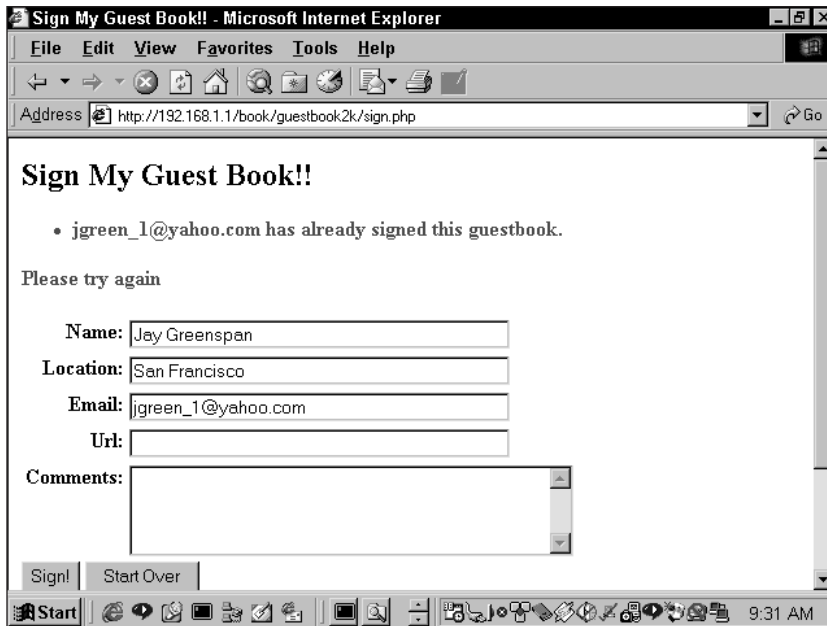 Sign My Guest Book!! - Microsoft Internet Explorer
File Edit View Favorites Tools Help
Address http://192.168.1.1/book/guestbook2k/sign.php Go
Sign My Guest Book!!
• jgreen_1@yahoo.com has already signed this guestbook.
Please try again
Name: Jay Greenspan
Location: San Francisco
Email: jgreen_1@yahoo.com
Url:
Comments:
Sign! Start Over
Start 9:31 AM